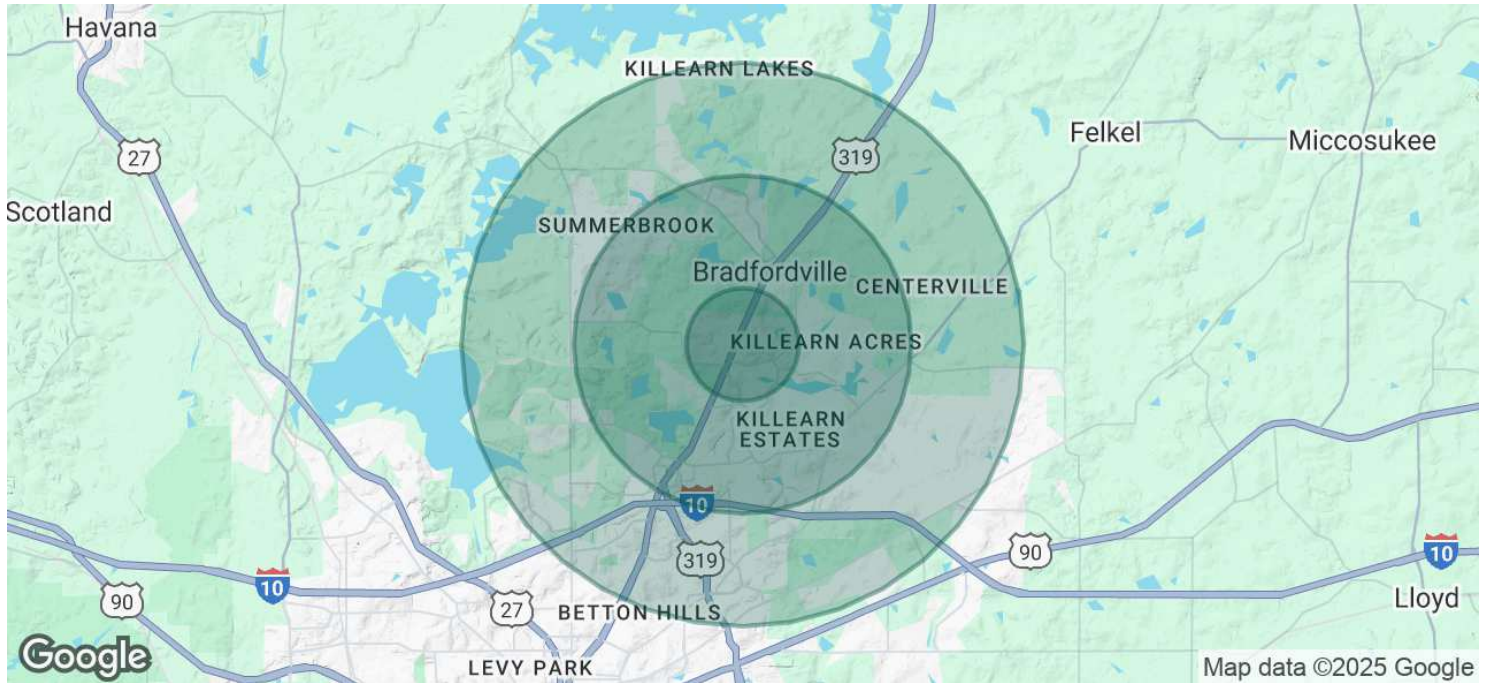 Havana
KILLEARN LAKES
27
319
Felkel
Miccosukee
Scotland
SUMMERBROOK
Bradfordville
CENTERVILLE
KILLEARN ACRES
KILLEARN
ESTATES
10
319
90
10
10
90
27
BETTON HILLS
Lloyd
LEVY PARK
Google
Map data ©2025 Google